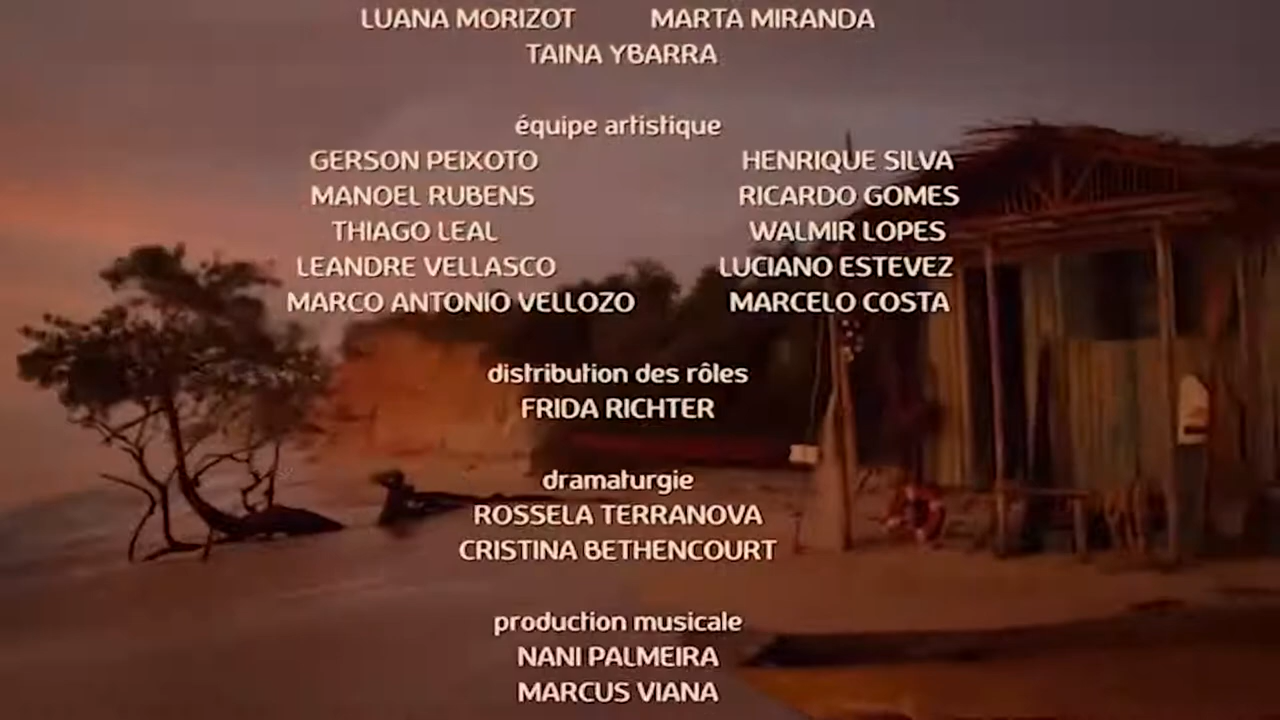 LUANA MORIZOT MARTA MIRANDA
TAINA YBARRA
équipe artistique
GERSON PEIXOTO HENRIQUE SILVA
MANOEL RUBENS RICARDO GOMES
THIAGO LEAL WALMIR LOPES
LEANDRE VELLASCO LUCIANO ESTEVEZ
MARCO ANTONIO VELLOZO MARCELO COSTA
distribution des rôles
FRIDA RICHTER
dramaturgie
ROSSELA TERRANOVA
CRISTINA BETHENCOURT
production musicale
NANI PALMEIRA
MARCUS VIANA